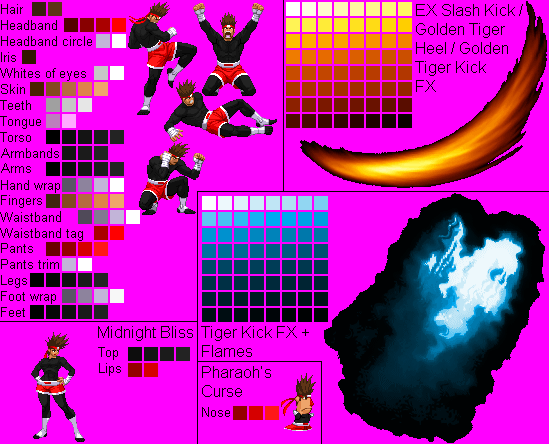 Hair
Headband
Headband circle
Iris
Whites of eyes
Skin
Teeth
Tongue
Torso
Armbands
Arms
Hand wrap
Fingers
Waistband
Waistband tag
Pants
Pants trim
Legs
Foot wrap
Feet
EX Slash Kick /
Golden Tiger
Heel / Golden
Tiger Kick
FX
Midnight Bliss
Top
Lips
Tiger Kick FX +
Flames
Pharaoh's
Curse
Nose